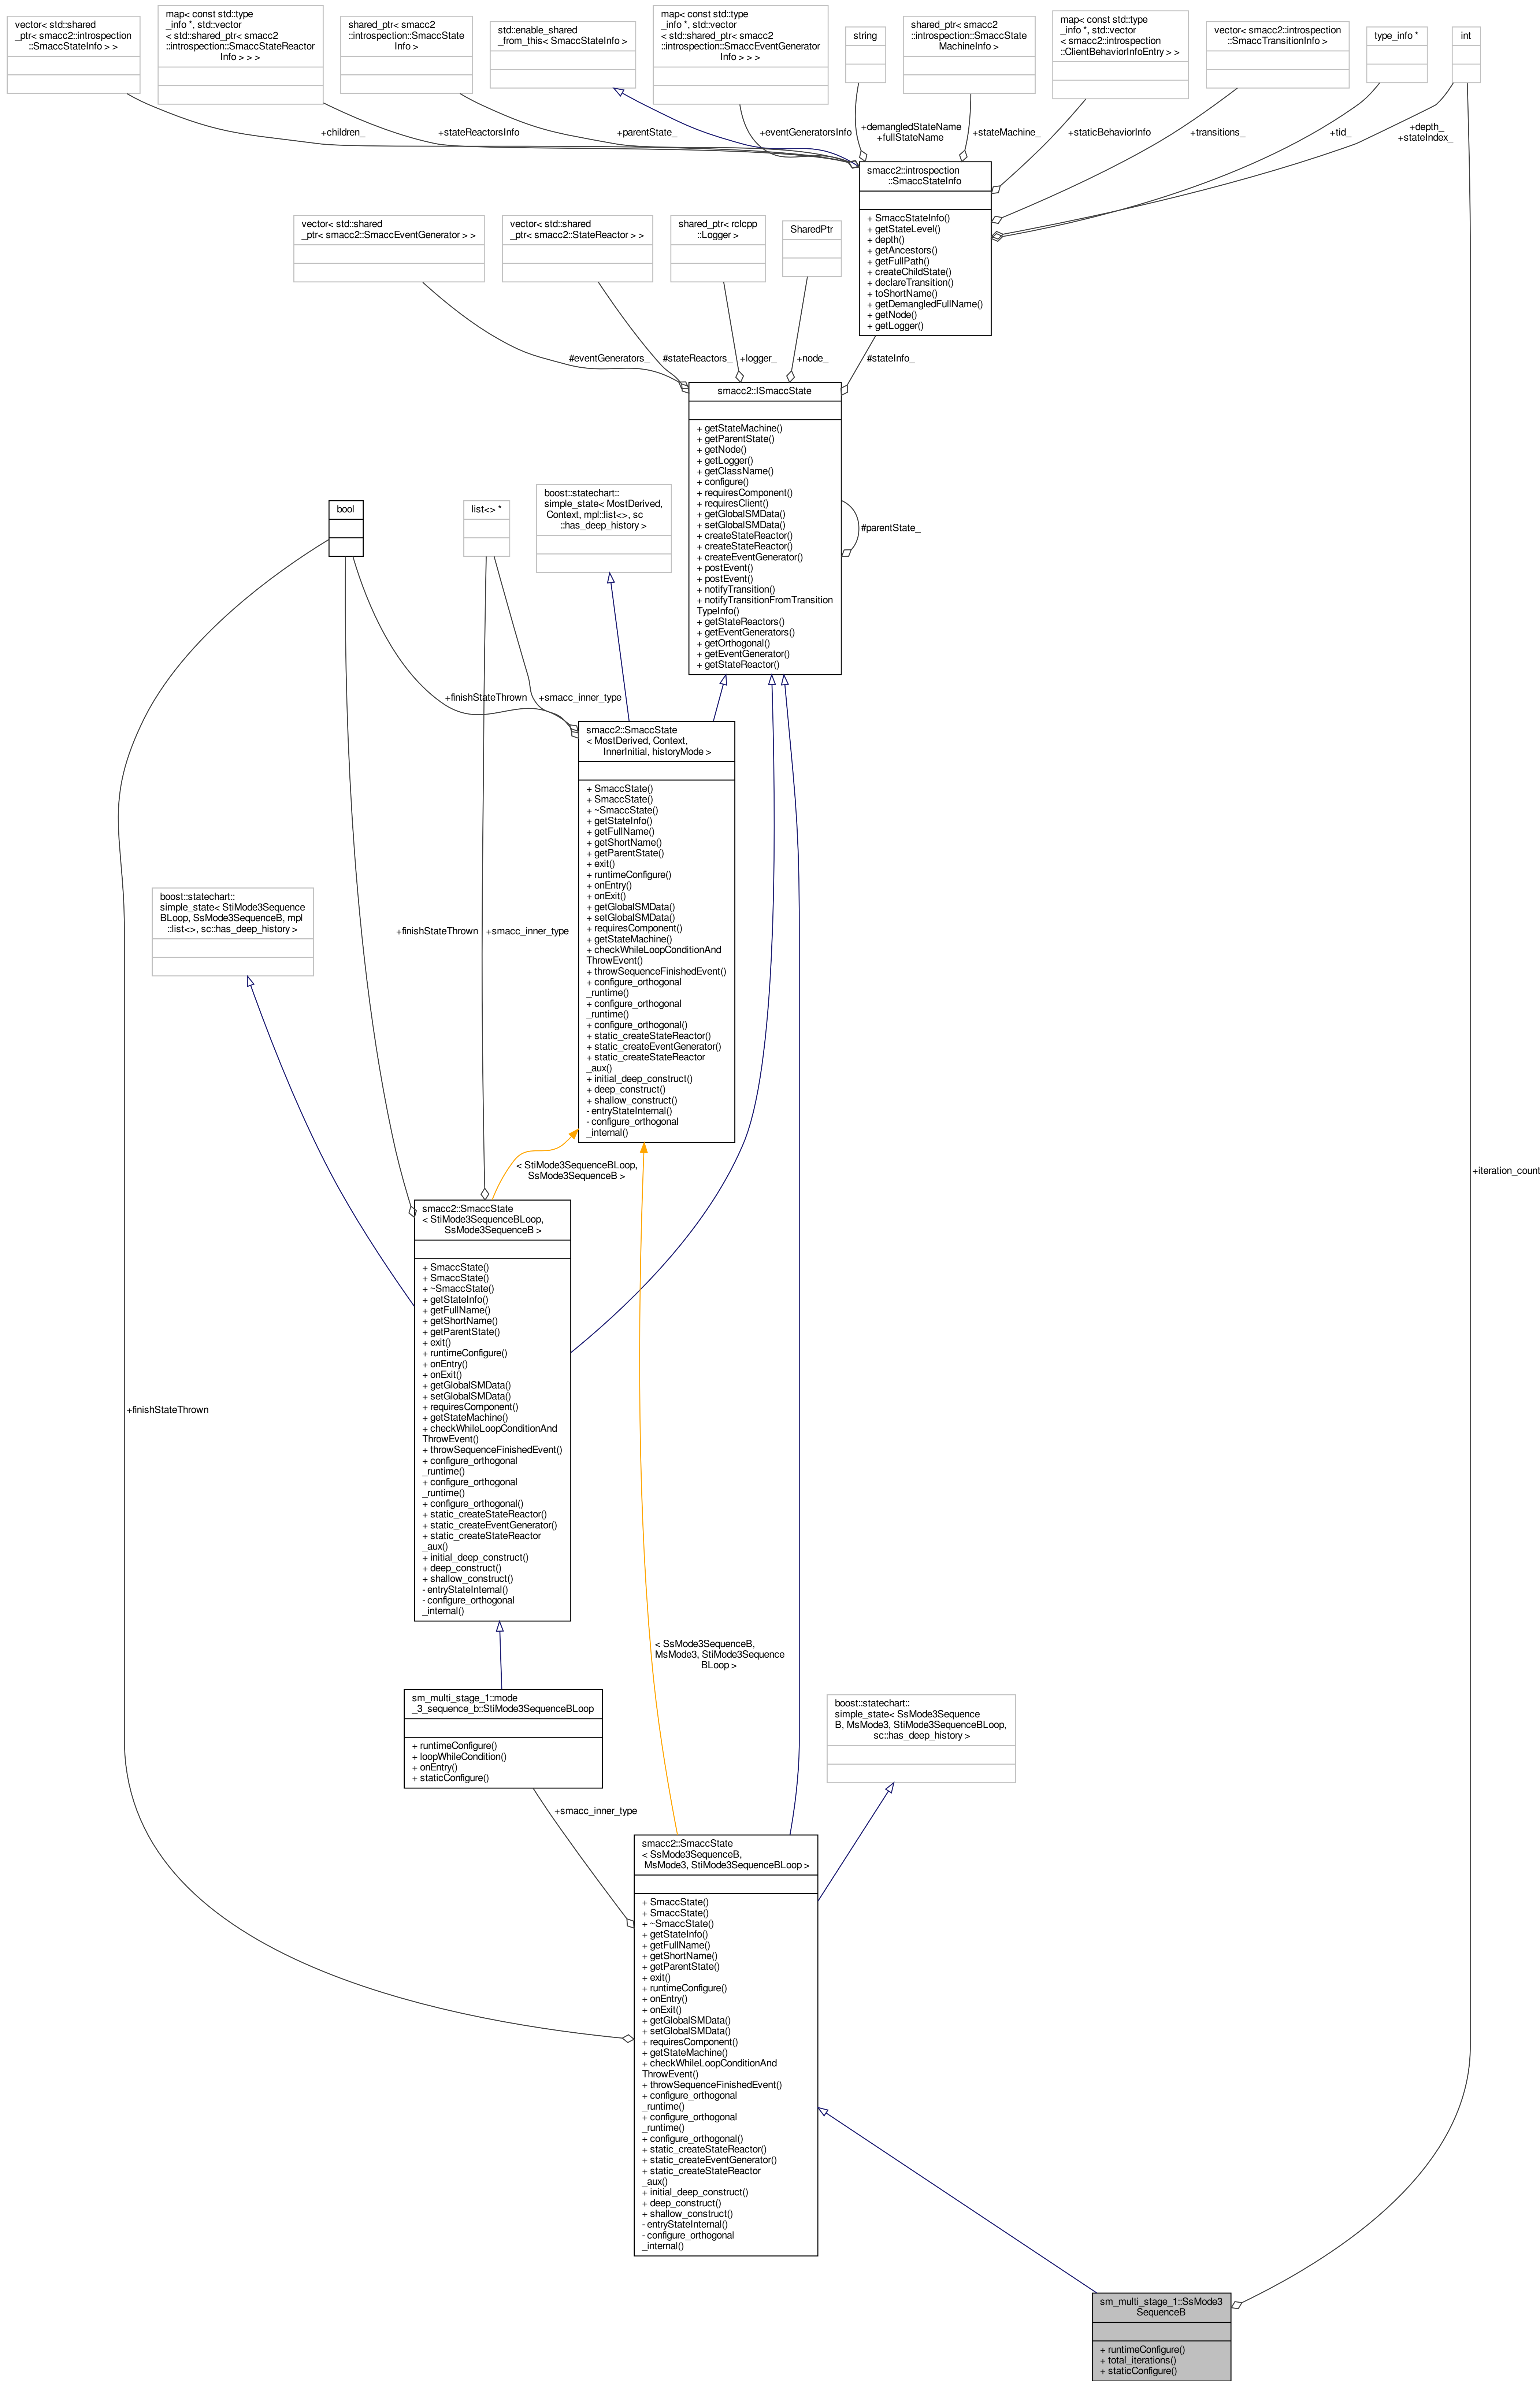 vector< std::shared
_ptr< smacc2::introspection
::SmaccStateInfo > >
map< const std::type
_info *, std::vector
< std::shared_ptr< smacc2
::introspection::SmaccStateReactor
Info > > >
shared_ptr< smacc2
::introspection::SmaccState
Info >
std::enable_shared
_from_this< SmaccStateInfo >
map< const std::type
_info *, std::vector
< std::shared_ptr< smacc2
::introspection::SmaccEventGenerator
Info > > >
string
shared_ptr< smacc2
::introspection::SmaccState
MachineInfo >
map< const std::type
_info *, std::vector
< smacc2::introspection
::ClientBehaviorInfoEntry > >
vector< smacc2::introspection
::SmaccTransitionInfo >
type_info *
int
+children_
+stateReactorsInfo
+parentState_
+eventGeneratorsInfo
+demangledStateName
+fullStateName
+stateMachine_
+staticBehaviorInfo
+transitions_
+tid_
+depth_
+stateIndex_
smacc2::introspection
::SmaccStateInfo
+ SmaccStateInfo()
+ getStateLevel()
+ depth()
+ getAncestors()
+ getFullPath()
+ createChildState()
+ declareTransition()
+ toShortName()
+ getDemangledFullName()
+ getNode()
+ getLogger()
vector< std::shared
_ptr< smacc2::SmaccEventGenerator > >
vector< std::shared
_ptr< smacc2::StateReactor > >
shared_ptr< rclcpp
::Logger >
SharedPtr
#eventGenerators_
#stateReactors_
+logger_
+node_
#stateInfo_
smacc2::ISmaccState
+ getStateMachine()
+ getParentState()
+ getNode()
+ getLogger()
+ getClassName()
+ configure()
+ requiresComponent()
+ requiresClient()
+ getGlobalSMData()
+ setGlobalSMData()
+ createStateReactor()
+ createStateReactor()
+ createEventGenerator()
+ postEvent()
+ postEvent()
+ notifyTransition()
+ notifyTransitionFromTransition
TypeInfo()
+ getStateReactors()
+ getEventGenerators()
+ getOrthogonal()
+ getEventGenerator()
+ getStateReactor()
#parentState_
bool
list<> *
boost::statechart::
simple_state< MostDerived,
Context, mpl::list<>, sc
::has_deep_history >
+finishStateThrown
+smacc_inner_type
smacc2::SmaccState
< MostDerived, Context,
InnerInitial, historyMode >
+ SmaccState()
+ SmaccState()
+ ~SmaccState()
+ getStateInfo()
+ getFullName()
+ getShortName()
+ getParentState()
+ exit()
+ runtimeConfigure()
+ onEntry()
+ onExit()
+ getGlobalSMData()
+ setGlobalSMData()
+ requiresComponent()
+ getStateMachine()
+ checkWhileLoopConditionAnd
ThrowEvent()
+ throwSequenceFinishedEvent()
+ configure_orthogonal
_runtime()
+ configure_orthogonal
_runtime()
+ configure_orthogonal()
+ static_createStateReactor()
+ static_createEventGenerator()
+ static_createStateReactor
_aux()
+ initial_deep_construct()
+ deep_construct()
+ shallow_construct()
- entryStateInternal()
- configure_orthogonal
_internal()
boost::statechart::
simple_state< StiMode3Sequence
BLoop, SsMode3SequenceB, mpl
::list<>, sc::has_deep_history >
+finishStateThrown
+smacc_inner_type
< StiMode3SequenceBLoop,
SsMode3SequenceB >
+iteration_count
smacc2::SmaccState
< StiMode3SequenceBLoop,
SsMode3SequenceB >
+ SmaccState()
+ SmaccState()
+ ~SmaccState()
+ getStateInfo()
+ getFullName()
+ getShortName()
+ getParentState()
+ exit()
+ runtimeConfigure()
+ onEntry()
+ onExit()
+ getGlobalSMData()
+ setGlobalSMData()
+ requiresComponent()
+ getStateMachine()
+ checkWhileLoopConditionAnd
ThrowEvent()
+ throwSequenceFinishedEvent()
+ configure_orthogonal
_runtime()
+ configure_orthogonal
_runtime()
+ configure_orthogonal()
+ static_createStateReactor()
+ static_createEventGenerator()
+ static_createStateReactor
_aux()
+ initial_deep_construct()
+ deep_construct()
+ shallow_construct()
- entryStateInternal()
- configure_orthogonal
_internal()
+finishStateThrown
< SsMode3SequenceB,
MsMode3, StiMode3Sequence
BLoop >
sm_multi_stage_1::mode
_3_sequence_b::StiMode3SequenceBLoop
+ runtimeConfigure()
+ loopWhileCondition()
+ onEntry()
+ staticConfigure()
boost::statechart::
simple_state< SsMode3Sequence
B, MsMode3, StiMode3SequenceBLoop,
sc::has_deep_history >
+smacc_inner_type
smacc2::SmaccState
< SsMode3SequenceB,
MsMode3, StiMode3SequenceBLoop >
+ SmaccState()
+ SmaccState()
+ ~SmaccState()
+ getStateInfo()
+ getFullName()
+ getShortName()
+ getParentState()
+ exit()
+ runtimeConfigure()
+ onEntry()
+ onExit()
+ getGlobalSMData()
+ setGlobalSMData()
+ requiresComponent()
+ getStateMachine()
+ checkWhileLoopConditionAnd
ThrowEvent()
+ throwSequenceFinishedEvent()
+ configure_orthogonal
_runtime()
+ configure_orthogonal
_runtime()
+ configure_orthogonal()
+ static_createStateReactor()
+ static_createEventGenerator()
+ static_createStateReactor
_aux()
+ initial_deep_construct()
+ deep_construct()
+ shallow_construct()
- entryStateInternal()
- configure_orthogonal
_internal()
sm_multi_stage_1::SsMode3
SequenceB
+ runtimeConfigure()
+ total_iterations()
+ staticConfigure()